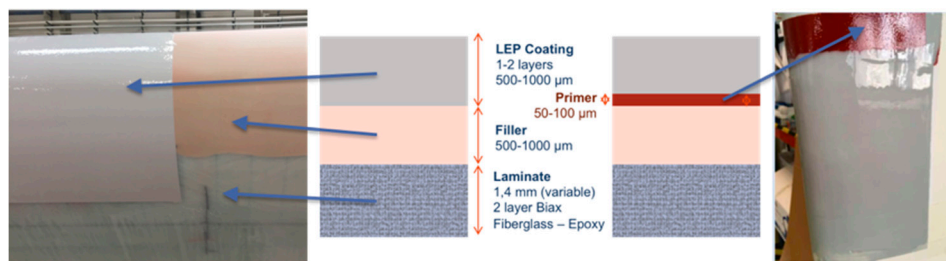 LEP Coating
1-2 layers
500-1000 µm
Primer
50-100 µm
Filler
500-1000 µm
Laminate
1,4 mm (variable)
2 layer Biax
Fiberglass – Epoxy